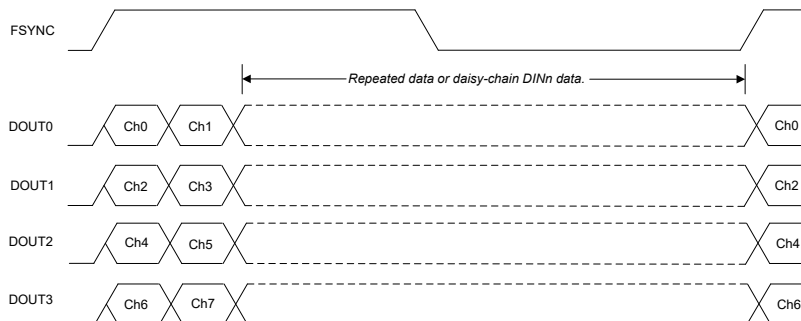 FSYNC
Repeated data or daisy-chain DINn data.
DOUT0 Ch0 Ch1 Ch0
DOUT1 Ch2 Ch3 Ch2
DOUT2 Ch4 Ch5 Ch4
DOUT3 Ch6 Ch7 Ch6